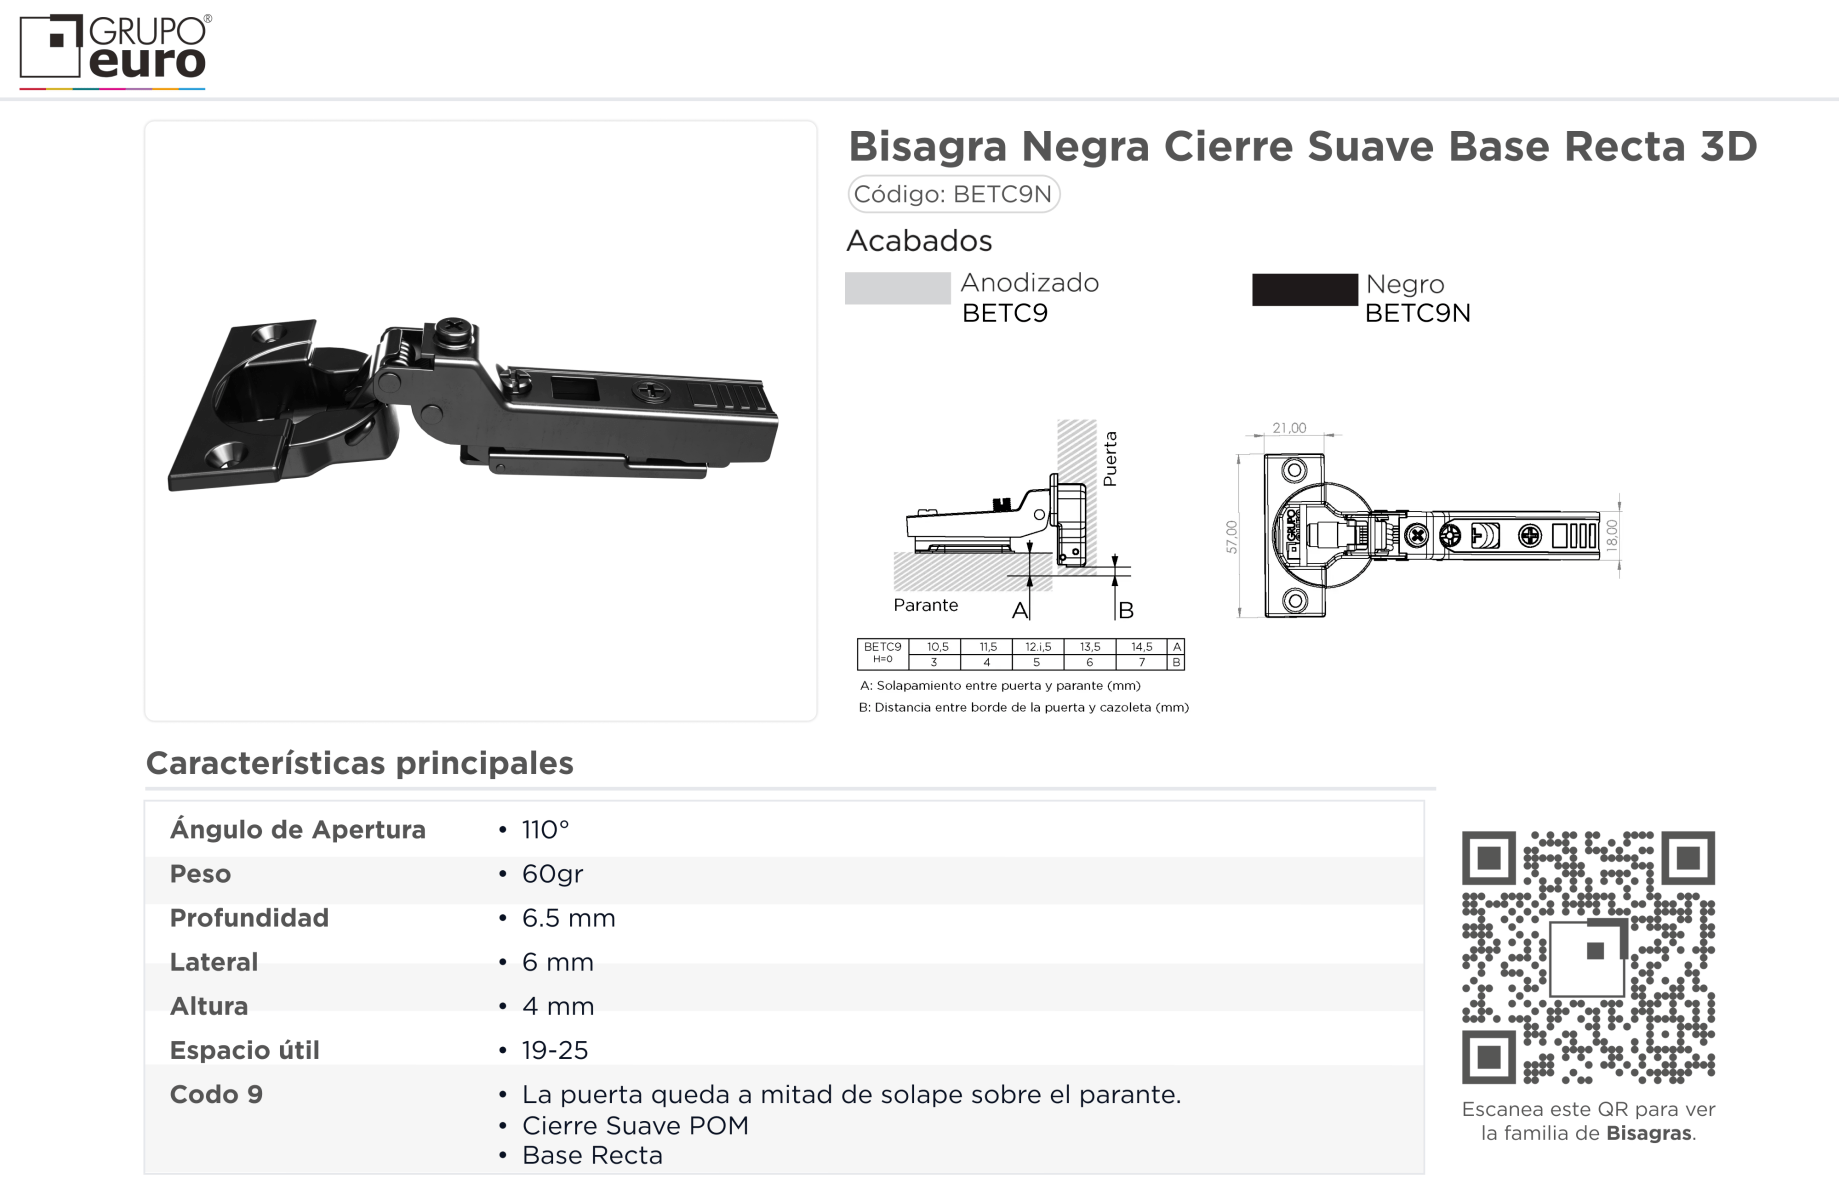 GRUPO®
euro
Bisagra Negra Cierre Suave Base Recta 3D
Código: BETC9N
Acabados
Anodizado
BETC9
Negro
BETC9N
Puerta
Parante
A
B
21,00
57,00
18,00
GRUPO
BETC9 H=0 10,5 11,5 12.i,5 13,5 14,5 A
3 4 5 6 7 B
A: Solapamiento entre puerta y parante (mm)
B: Distancia entre borde de la puerta y cazoleta (mm)
Características principales
Ángulo de Apertura • 110°
Peso • 60gr
Profundidad • 6.5 mm
Lateral • 6 mm
Altura • 4 mm
Espacio útil • 19-25
Codo 9 • La puerta queda a mitad de solape sobre el parante.
• Cierre Suave POM
• Base Recta
Escanea este QR para ver
la familia de Bisagras.